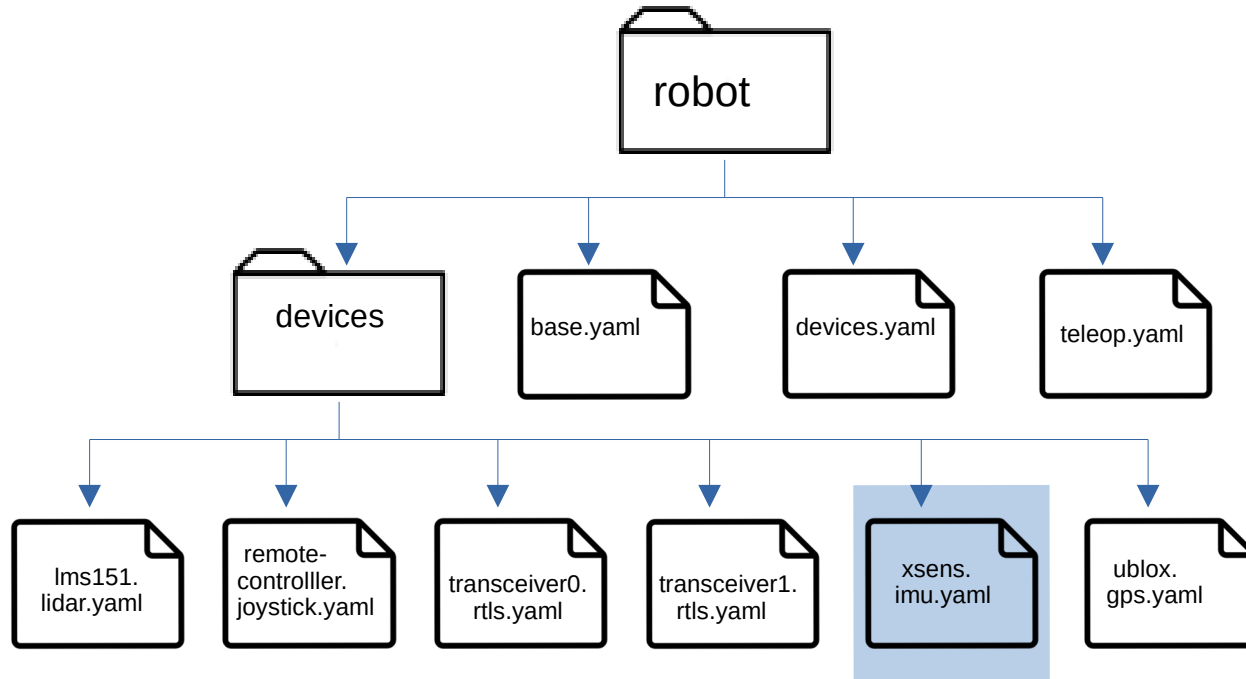 robot
devices
base.yaml
devices.yaml
teleop.yaml
lms151.
lidar.yaml
remote-
controlller.
joystick.yaml
transceiver0.
rtls.yaml
transceiver1.
rtls.yaml
xsens.
imu.yaml
ublox.
gps.yaml